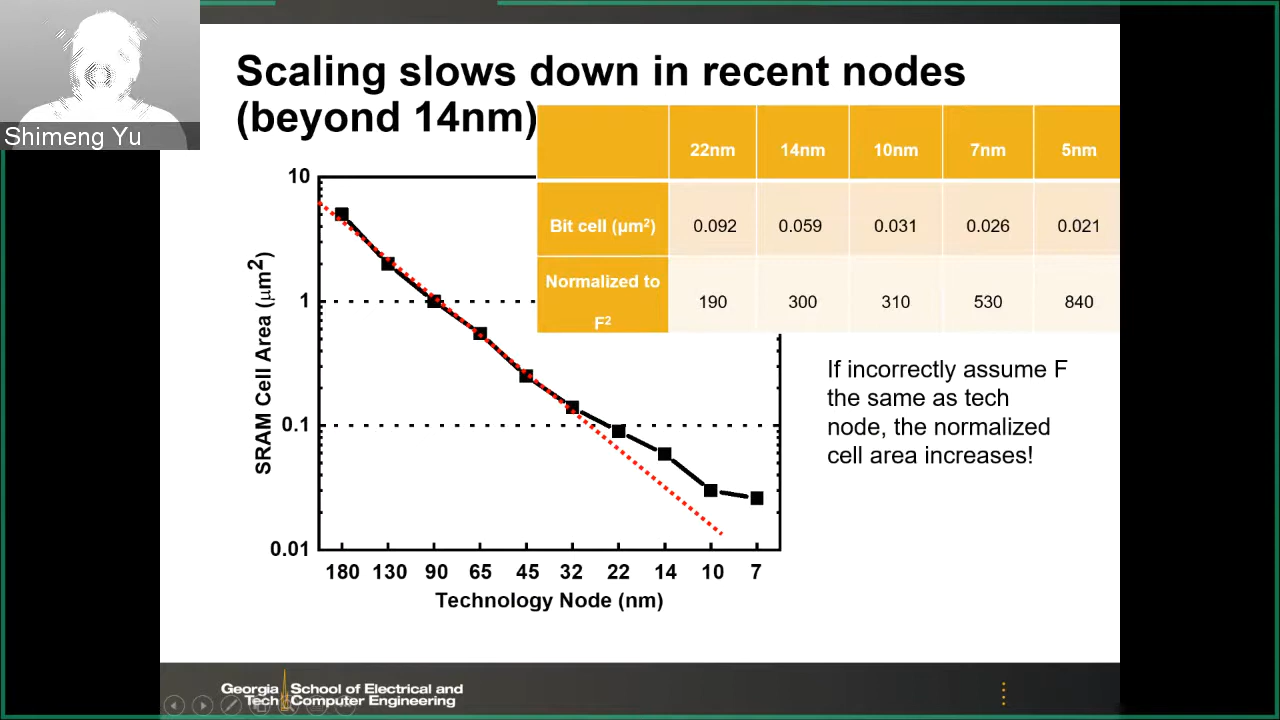 Shimeng Yu
Scaling slows down in recent nodes
(beyond 14nm)
22nm 14nm 10nm 7nm 5nm
Bit cell (μm²) 0.092 0.059 0.031 0.026 0.021
Normalized to
F² 190 300 310 530 840
If incorrectly assume F
the same as tech
node, the normalized
cell area increases!
SRAM Cell Area (μm²)
10
1
0.1
0.01
180 130 90 65 45 32 22 14 10 7
Technology Node (nm)
Georgia School of Electrical and
Tech Computer Engineering